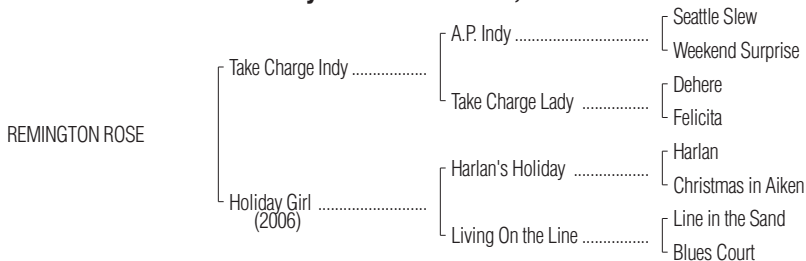 Seattle Slew
A.P. Indy ................................
Weekend Surprise
Take Charge Indy ..................
Dehere
Take Charge Lady ................
Felicita
REMINGTON ROSE
Harlan
Harlan's Holiday ..................
Christmas in Aiken
Holiday Girl ..........................
(2006)
Line in the Sand
Living On the Line ................
Blues Court